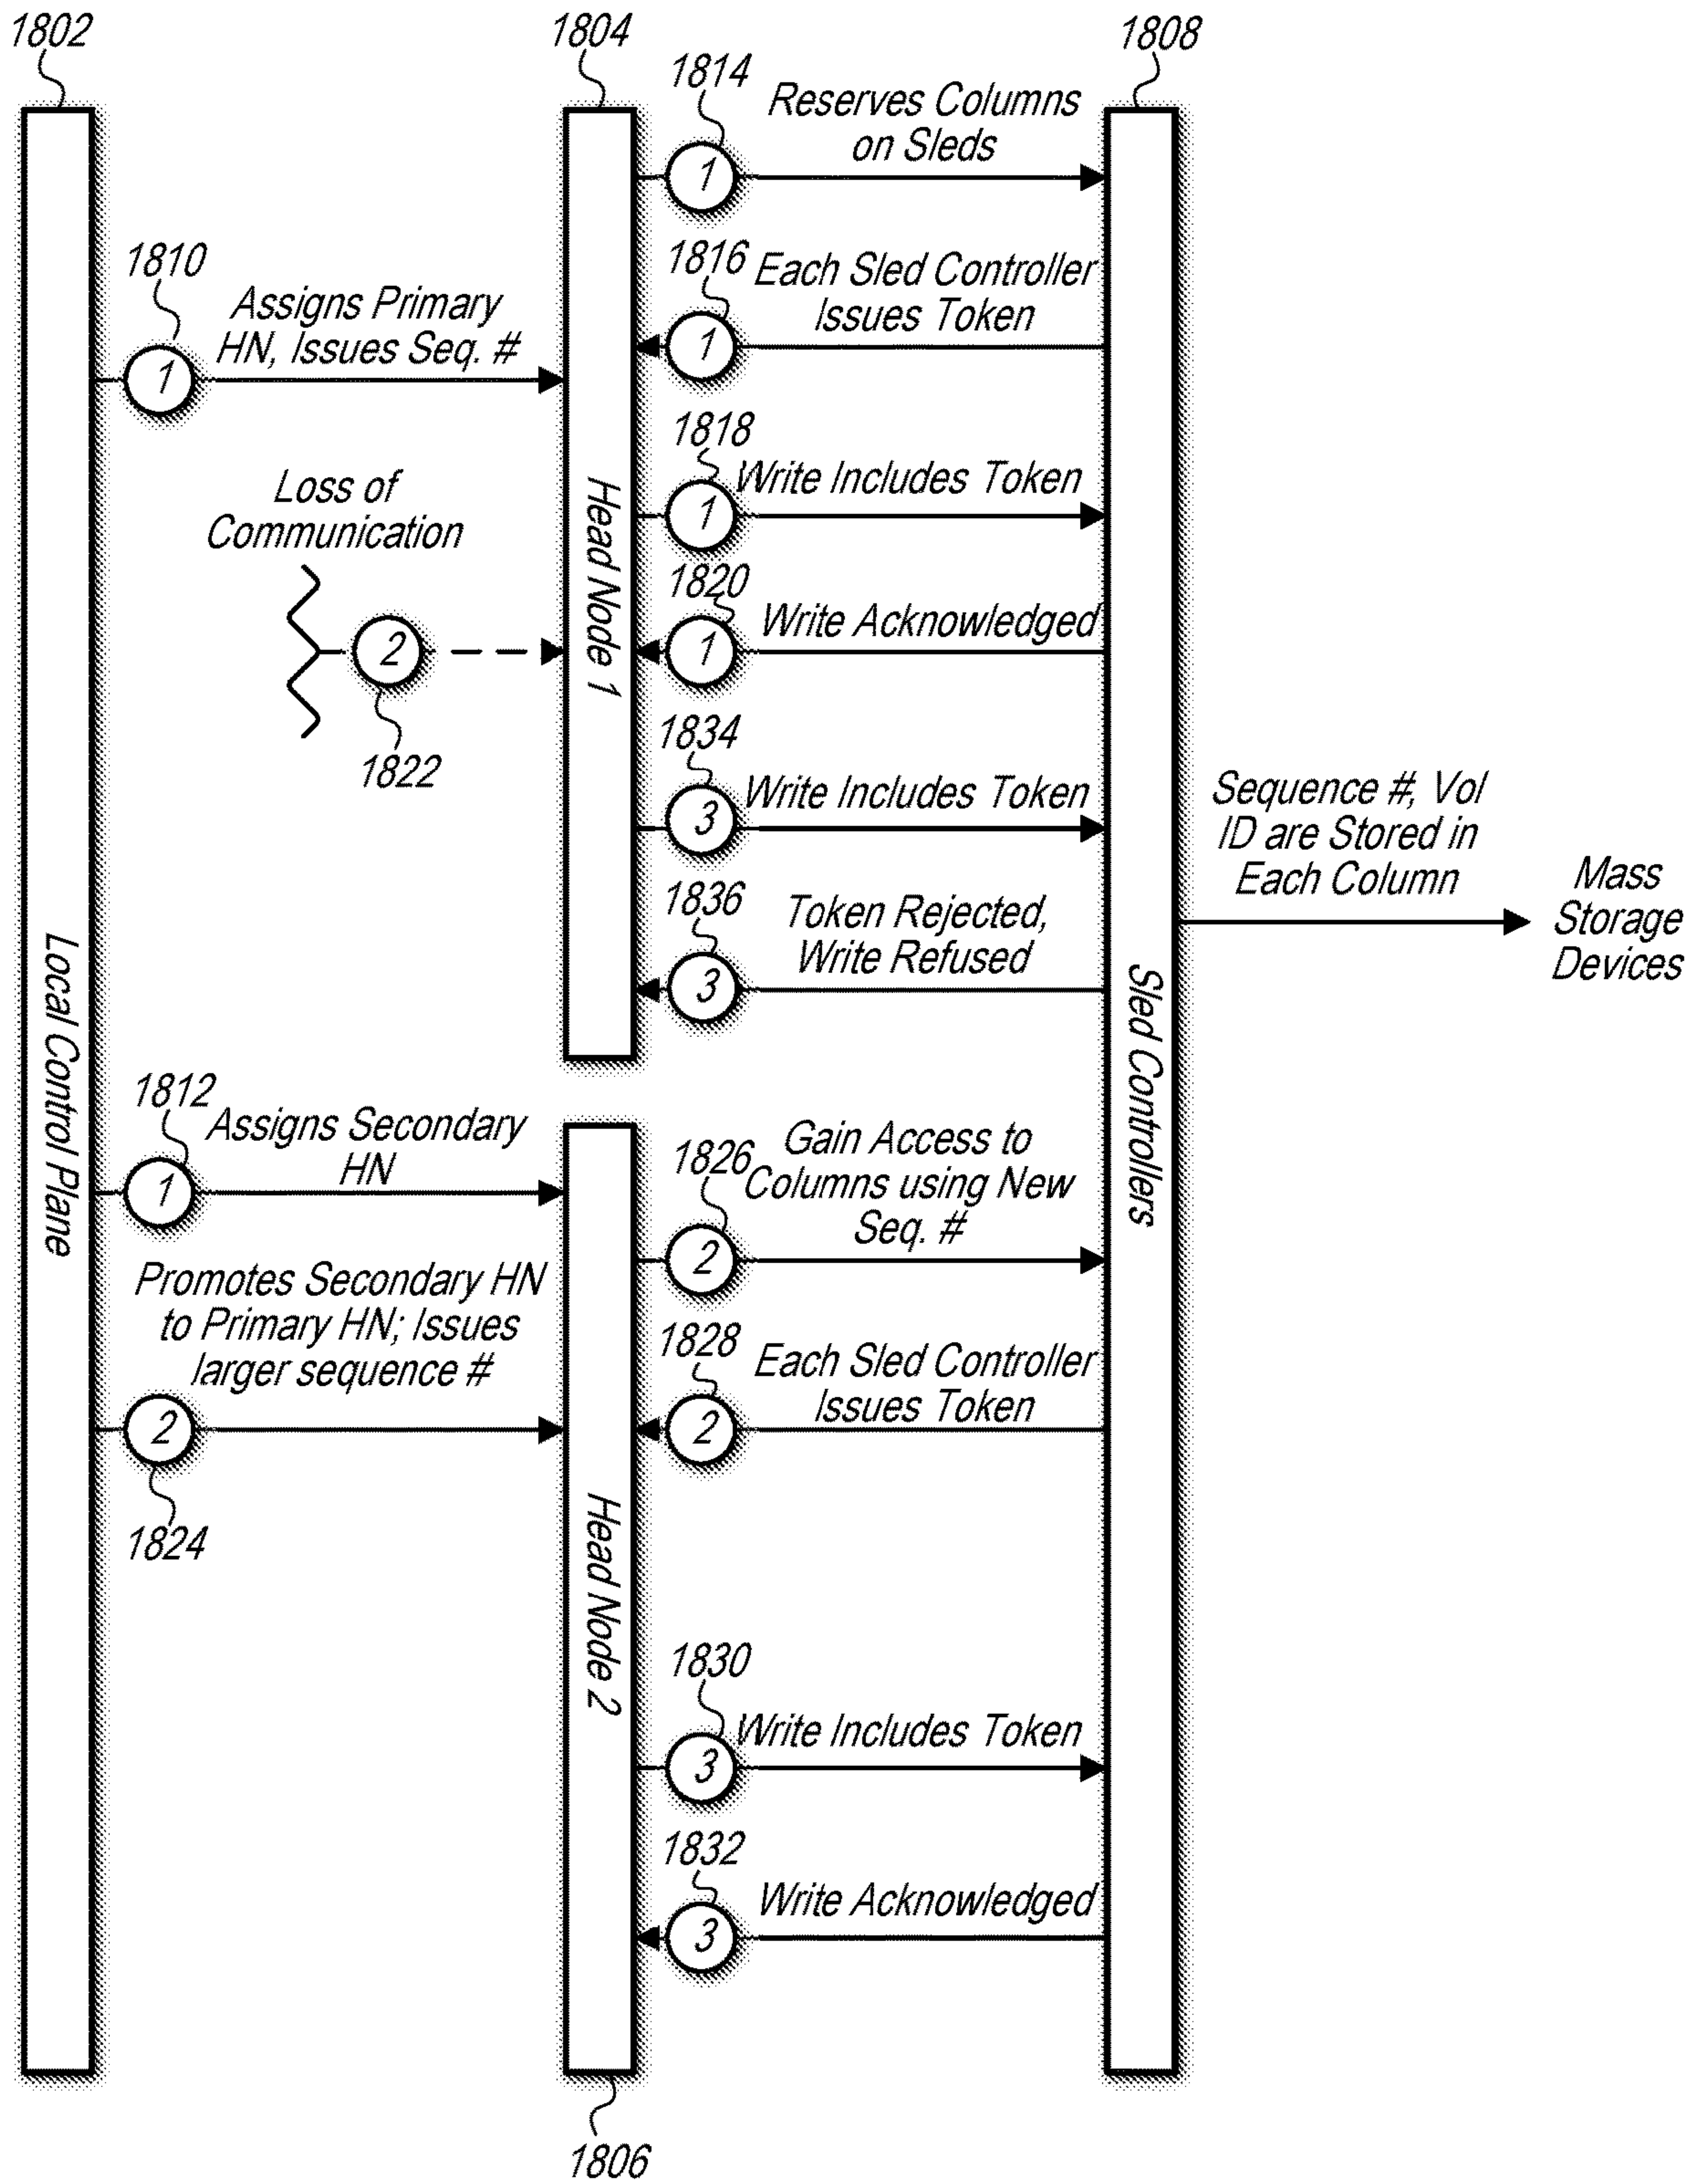 1802
1804
1808
1814
Reserves Columns
on Sleds
1
1810
Assigns Primary
HN, Issues Seq. #
1
1816
Each Sled Controller
Issues Token
1
1818
Write Includes Token
1
Loss of
Communication
2
1822
1820
Write Acknowledged
1
Head Node 1
1834
Write Includes Token
3
1836
Token Rejected,
Write Refused
3
Sequence #, Vol
ID are Stored in
Each Column
Mass
Storage
Devices
Local Control Plane
Sled Controllers
1812
Assigns Secondary
HN
1
1826
Gain Access to
Columns using New
Seq. #
2
Promotes Secondary HN
to Primary HN; Issues
larger sequence #
2
1824
1828
Each Sled Controller
Issues Token
2
Head Node 2
1830
Write Includes Token
3
1832
Write Acknowledged
3
1806